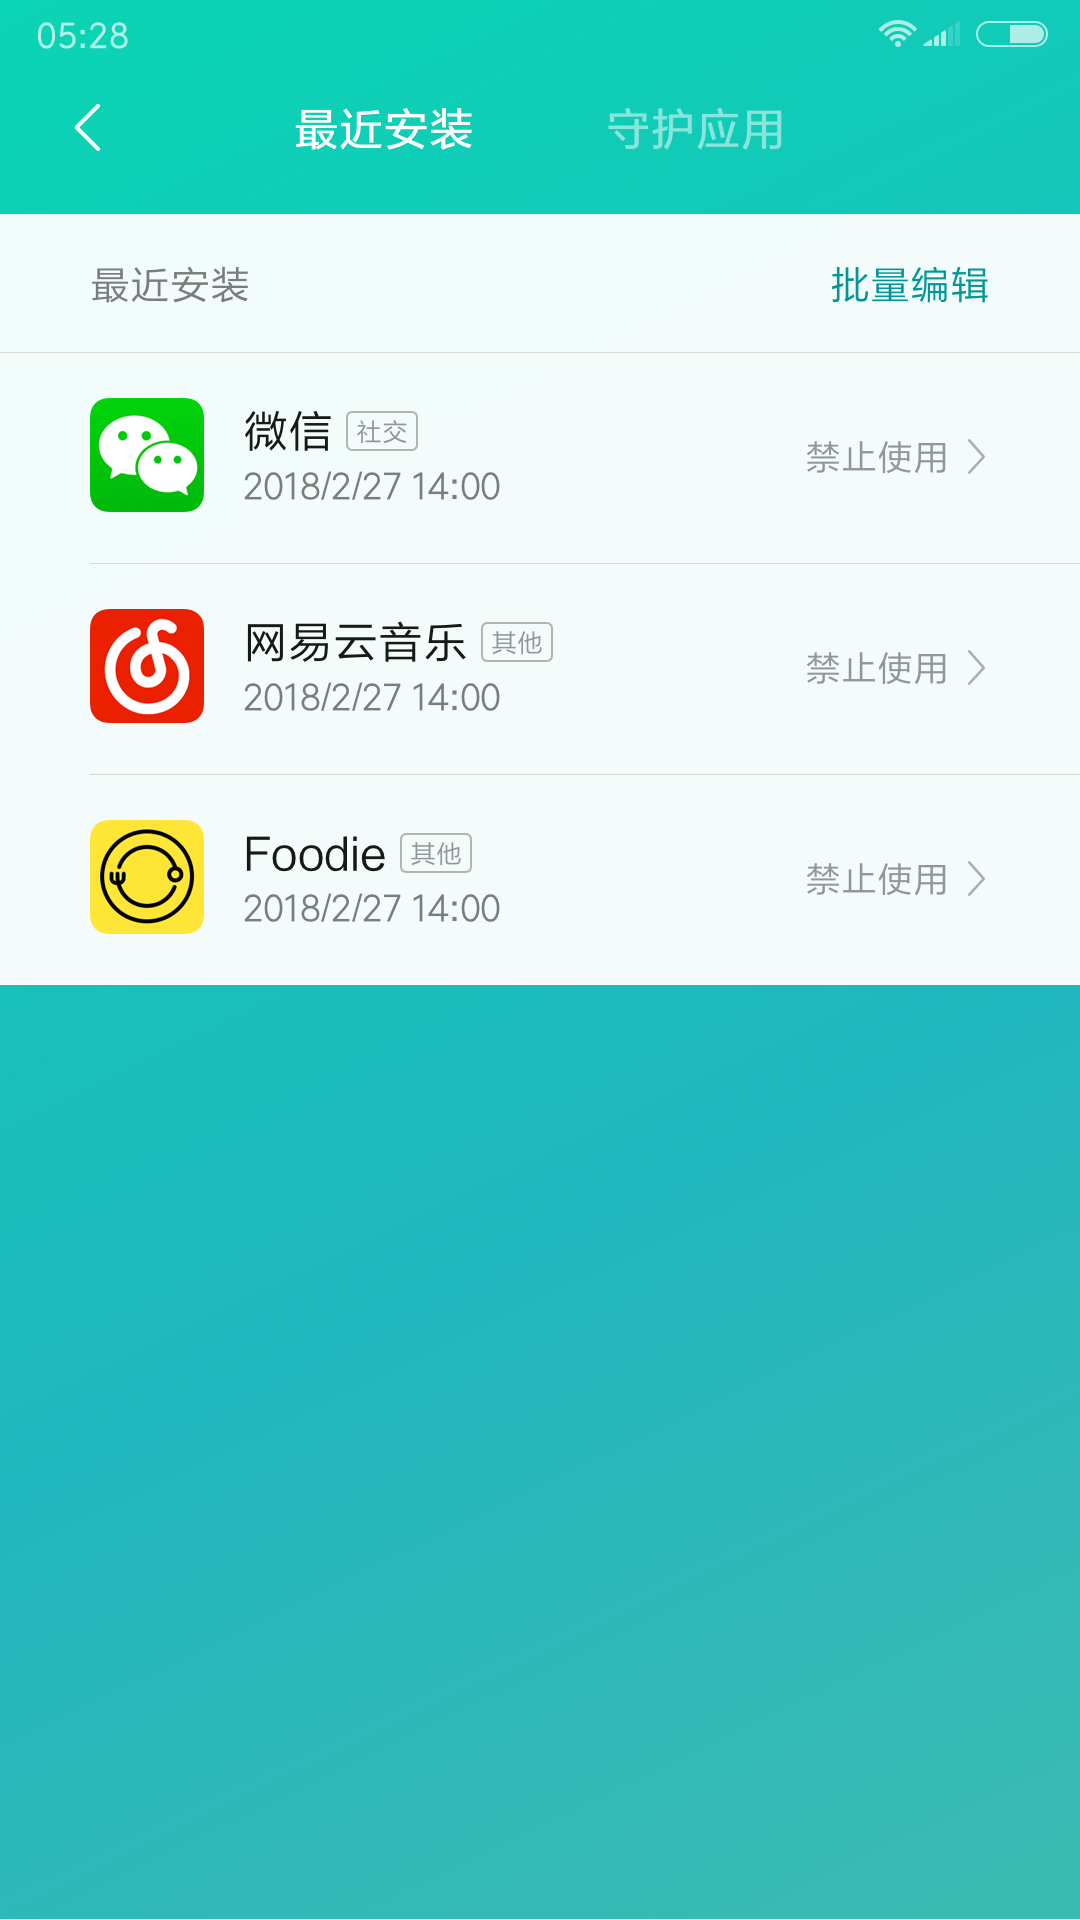 05:28
最近安装 守护应用
最近安装 批量编辑
微信 社交
2018/2/27 14:00
禁止使用
网易云音乐 其他
2018/2/27 14:00
禁止使用
Foodie 其他
2018/2/27 14:00
禁止使用